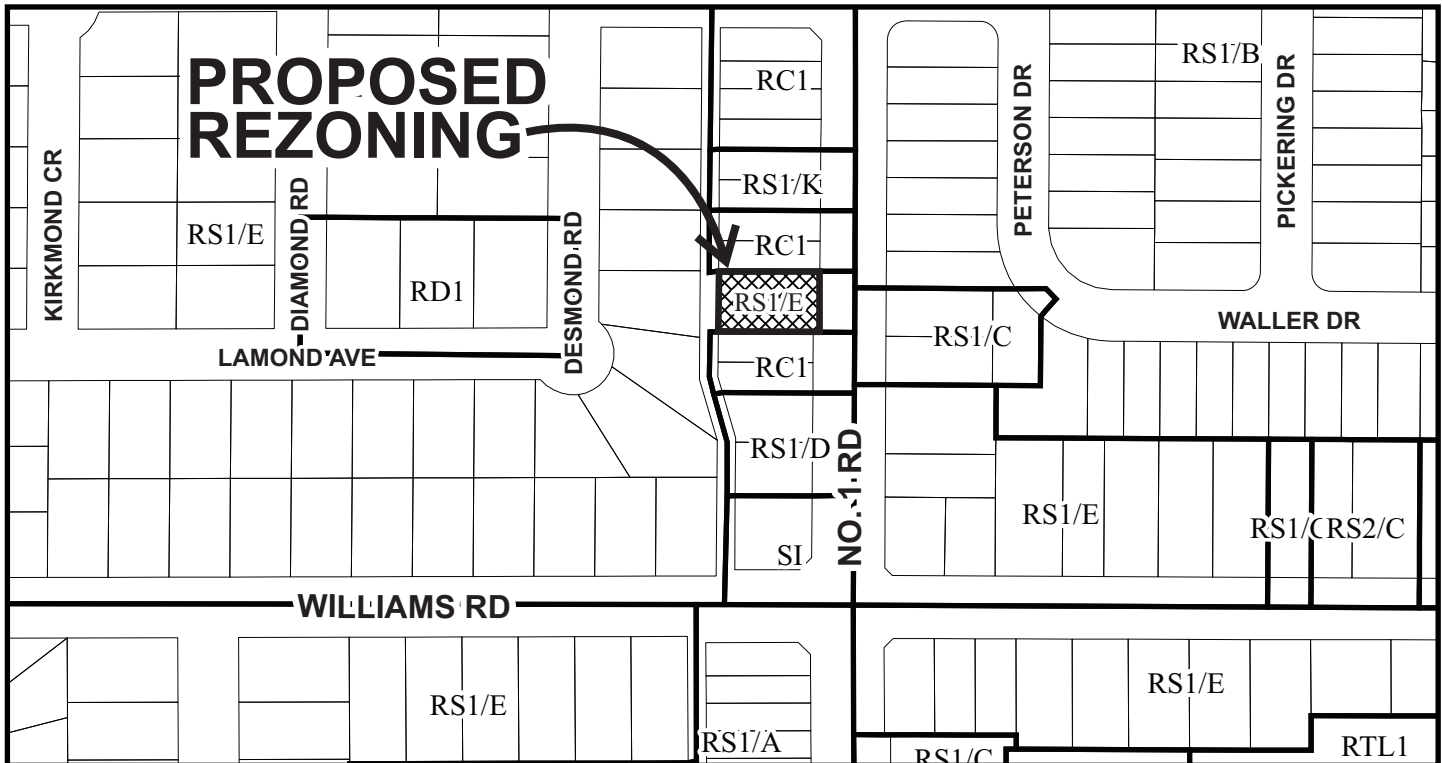 PROPOSED
REZONING
RC1
RS1/B
PETERSON DR
PICKERING DR
KIRKMOND CR
RS1/K
RS1/E
DIAMOND RD
DESMOND RD
RC1
RD1
RS1/E
RS1/C
WALLER DR
LAMOND AVE
RC1
RS1/D
NO. 1 RD
RS1/E
RS1/C
RS2/C
SI
WILLIAMS RD
RS1/E
RS1/E
RS1/A
RS1/C
RTL1